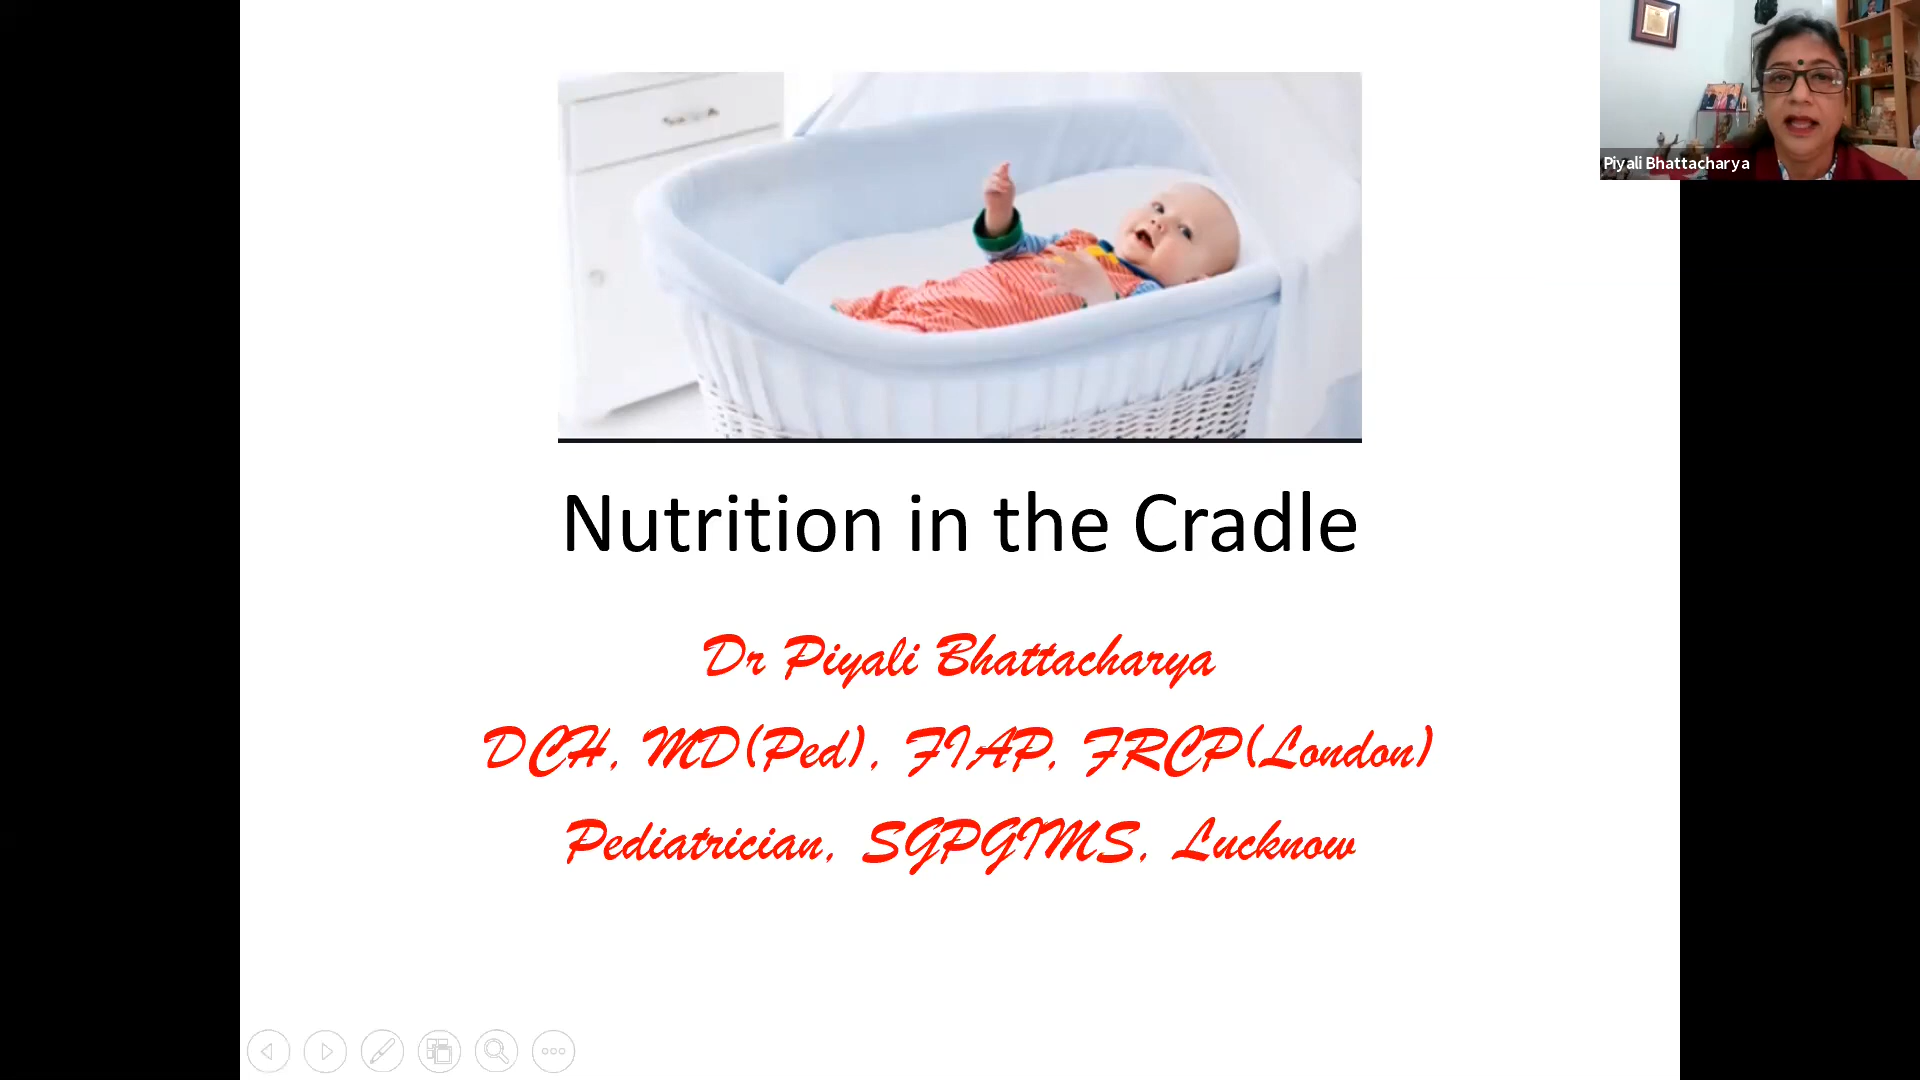 Piyali Bhattacharya
Nutrition in the Cradle
Dr Piyali Bhattacharya
DCH, MD(Ped), FIAP, FRCP(London)
Pediatrician, SGPGIMS, Lucknow